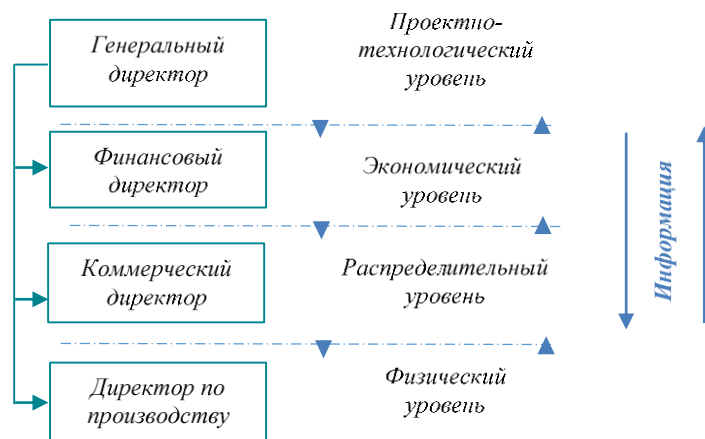 Генеральный
директор
Проектно-
технологический
уровень
Финансовый
директор
Экономический
уровень
Коммерческий
директор
Распределительный
уровень
Директор по
производству
Физический
уровень
Информация